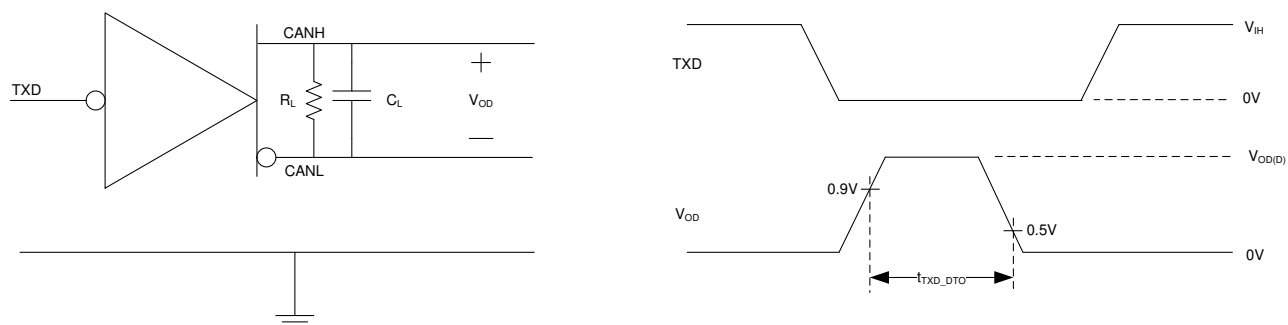 CANH
TXD
R_L
C_L
+
V_OD
—
CANL
V_IH
TXD
0V
V_OD(D)
0.9V
V_OD
0.5V
0V
t_TXD_DTO